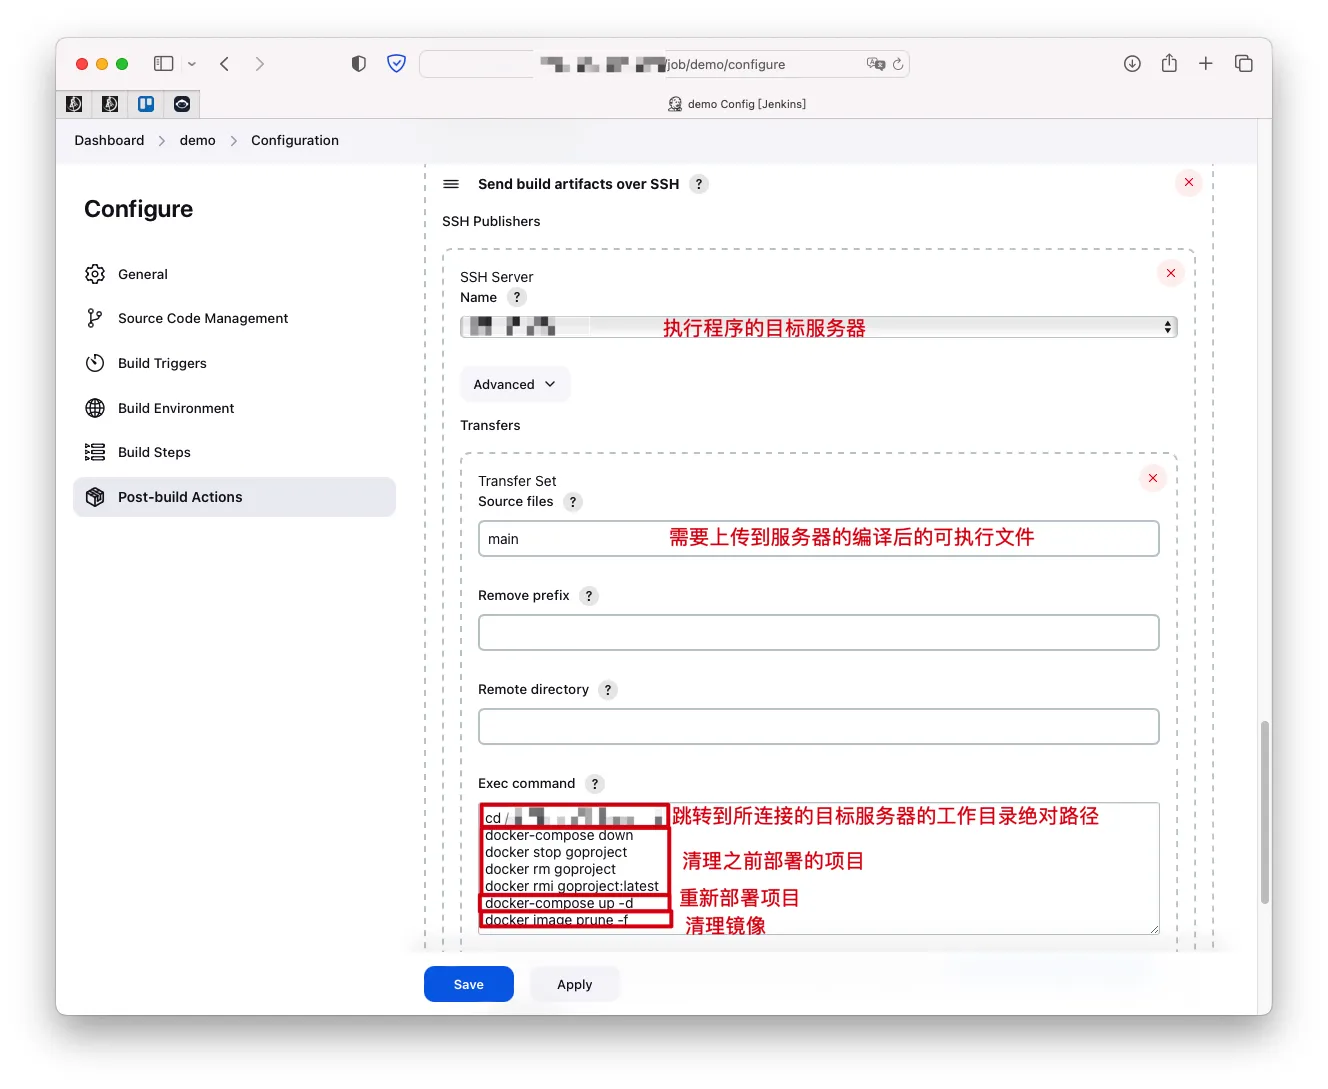 /job/demo/configure
demo Config [Jenkins]
Dashboard > demo > Configuration
Configure
General
Source Code Management
Build Triggers
Build Environment
Build Steps
Post-build Actions
Send build artifacts over SSH ?
SSH Publishers
SSH Server
Name ?
执行程序的目标服务器
Advanced
Transfers
Transfer Set
Source files ?
main 需要上传到服务器的编译后的可执行文件
Remove prefix ?
Remote directory ?
Exec command ?
cd / 跳转到所连接的目标服务器的工作目录绝对路径
docker-compose down
docker stop goproject
清理之前部署的项目
docker rm goproject
docker rmi goproject:latest
docker-compose up -d 重新部署项目
docker image prune -f 清理镜像
Save Apply